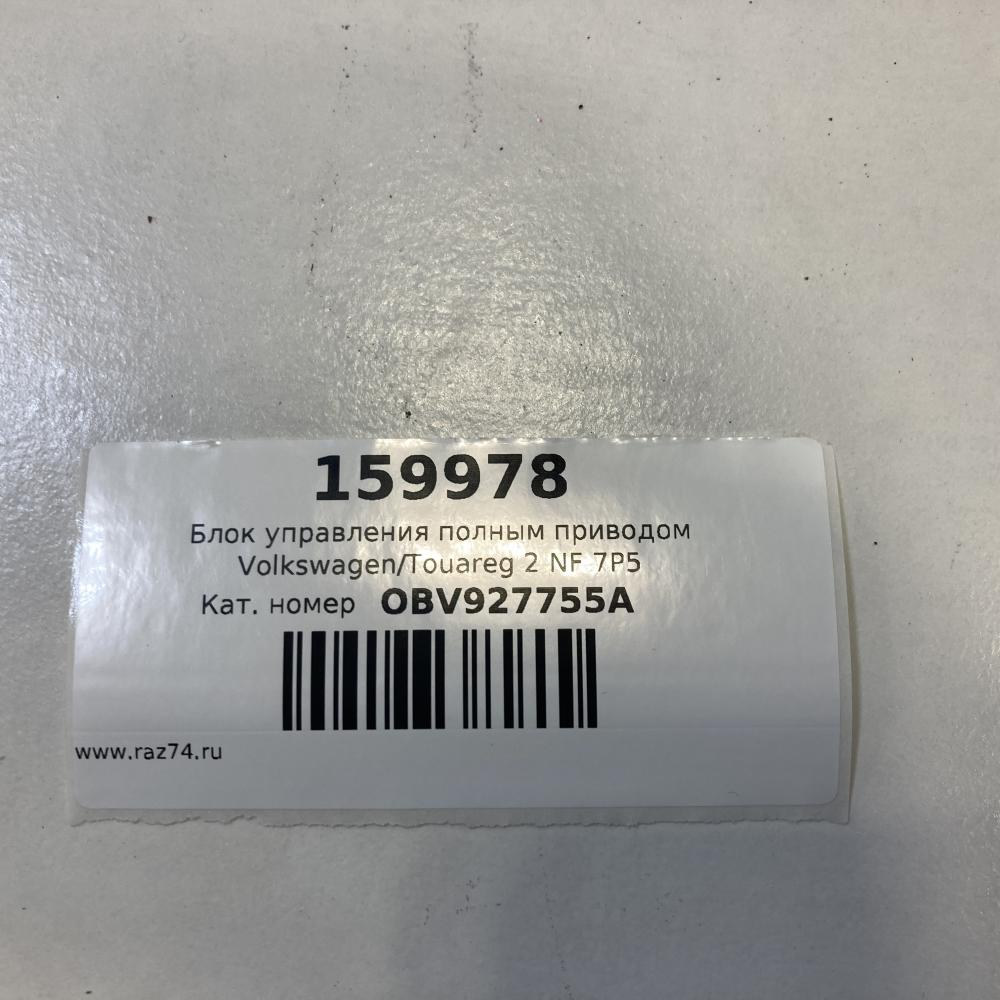 159978
Блок управления полным приводом
Volkswagen/Touareg 2 NF 7P5
Кат. номер OBV927755A
www.raz74.ru